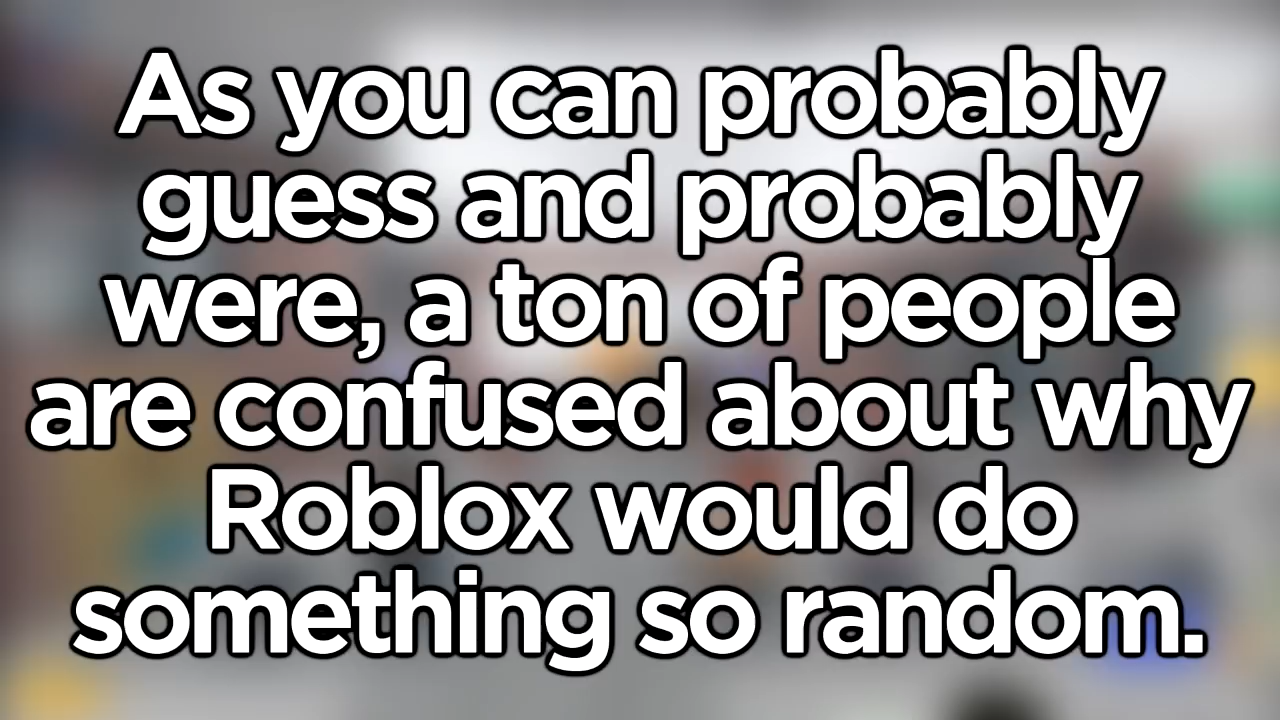 As you can probably
guess and probably
were, a ton of people
are confused about why
Roblox would do
something so random.